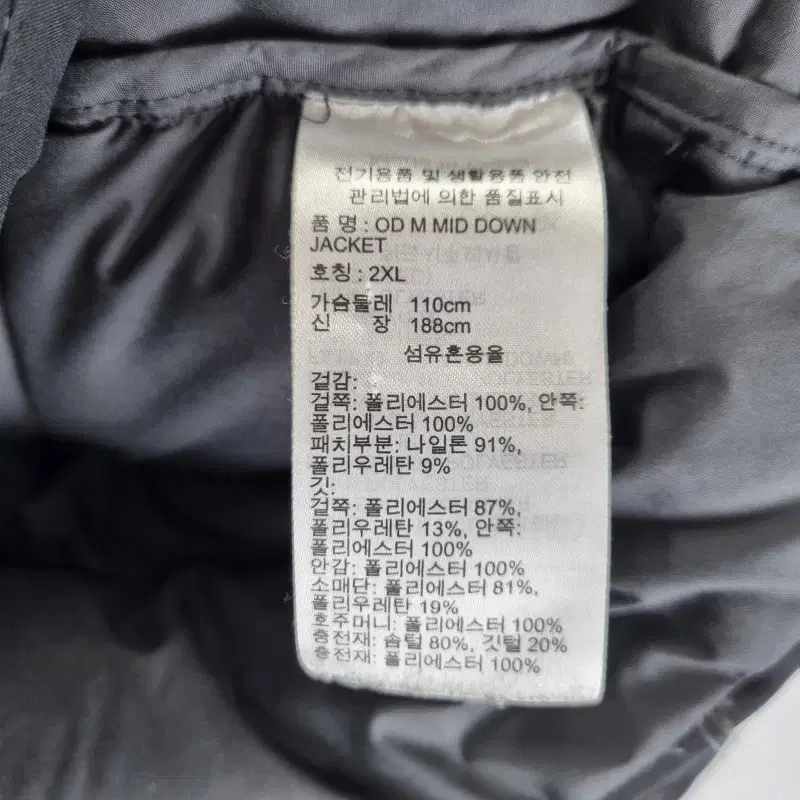 전기용품 및 생활용품 안전
관리법에 의한 품질표시
품 명 : OD M MID DOWN
JACKET
호칭 : 2XL
가슴둘레 110cm
신 장 188cm
섬유혼용율
겉감:
겉쪽: 폴리에스터 100%, 안쪽:
폴리에스터 100%
패치부분: 나일론 91%,
폴리우레탄 9%
깃:
겉쪽: 폴리에스터 87%,
폴리우레탄 13%, 안쪽:
폴리에스터 100%
안감: 폴리에스터 100%
소매단: 폴리에스터 81%,
폴리우레탄 19%
호주머니: 폴리에스터 100%
충전재: 솜털 80%, 깃털 20%
충전재: 폴리에스터 100%